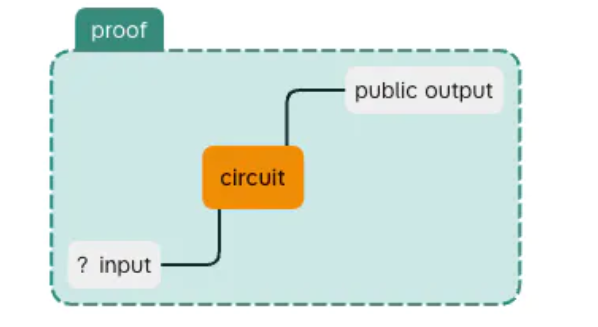 proof
public output
circuit
? input